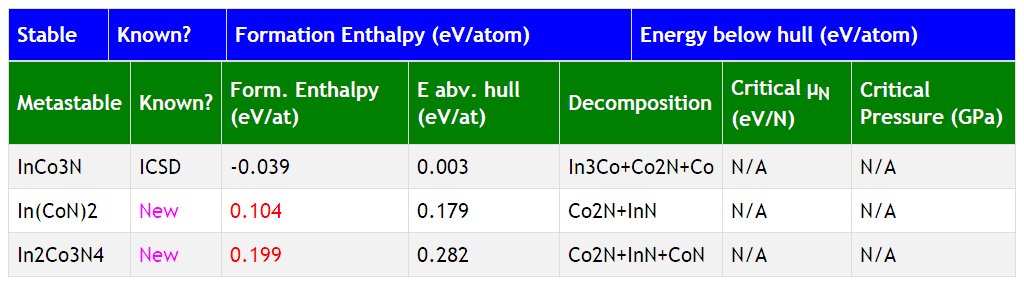 Stable Known? Formation Enthalpy (eV/atom) Energy below hull (eV/atom)
Metastable Known? Form. Enthalpy (eV/at) E abv. hull (eV/at) Decomposition Critical μN (eV/N) Critical Pressure (GPa)
InCo3N ICSD -0.039 0.003 In3Co+Co2N+Co N/A N/A
In(CoN)2 New 0.104 0.179 Co2N+InN N/A N/A
In2Co3N4 New 0.199 0.282 Co2N+InN+CoN N/A N/A